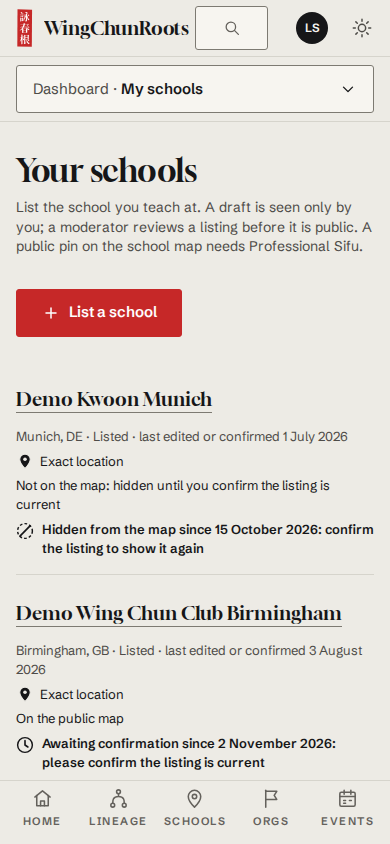 詠春根
WingChunRoots
LS
Dashboard · My schools
Your schools
List the school you teach at. A draft is seen only by
you; a moderator reviews a listing before it is public. A
public pin on the school map needs Professional Sifu.
List a school
Demo Kwoon Munich
Munich, DE · Listed · last edited or confirmed 1 July 2026
Exact location
Not on the map: hidden until you confirm the listing is
current
Hidden from the map since 15 October 2026: confirm
the listing to show it again
Demo Wing Chun Club Birmingham
Birmingham, GB · Listed · last edited or confirmed 3 August
2026
Exact location
On the public map
Awaiting confirmation since 2 November 2026:
please confirm the listing is current
HOME
LINEAGE
SCHOOLS
ORGS
EVENTS